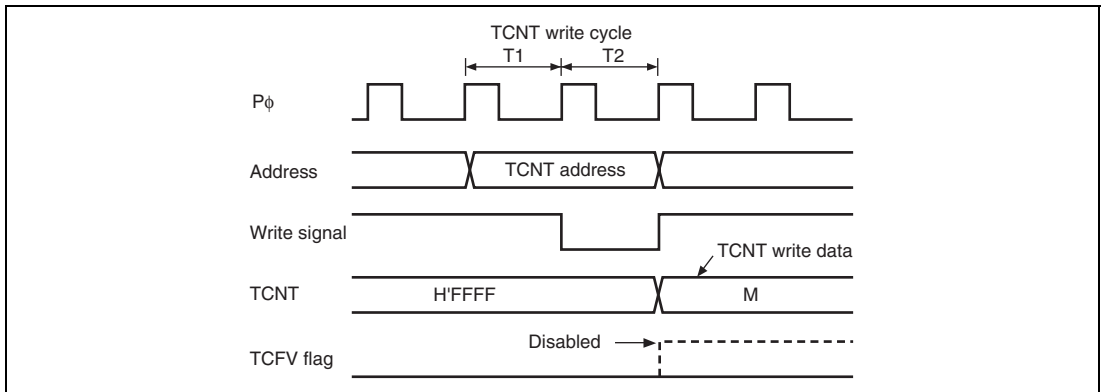 TCNT write cycle
T1 T2
Pϕ
Address TCNT address
Write signal
TCNT write data
TCNT H'FFFF M
Disabled
TCFV flag